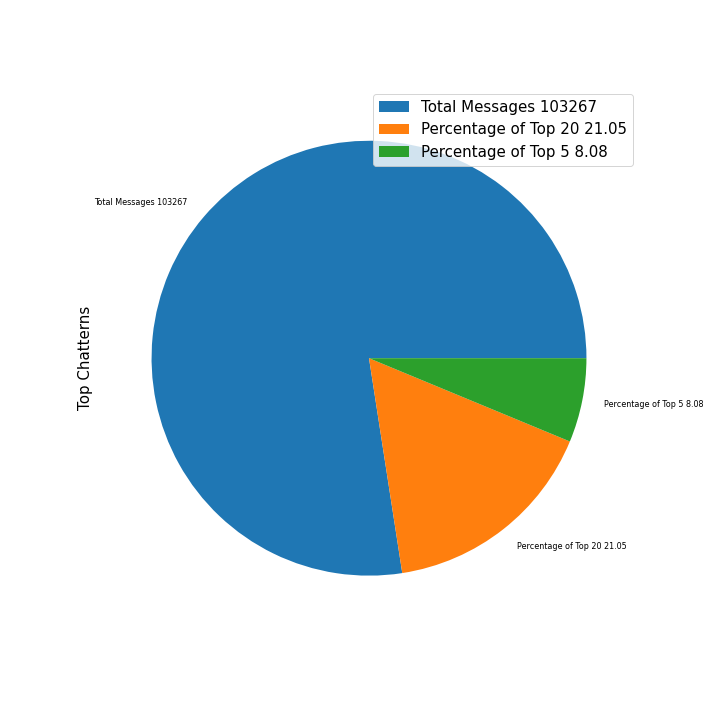 Total Messages 103267
Percentage of Top 20 21.05
Percentage of Top 5 8.08
Total Messages 103267
Top Chatterns
Percentage of Top 5 8.08
Percentage of Top 20 21.05